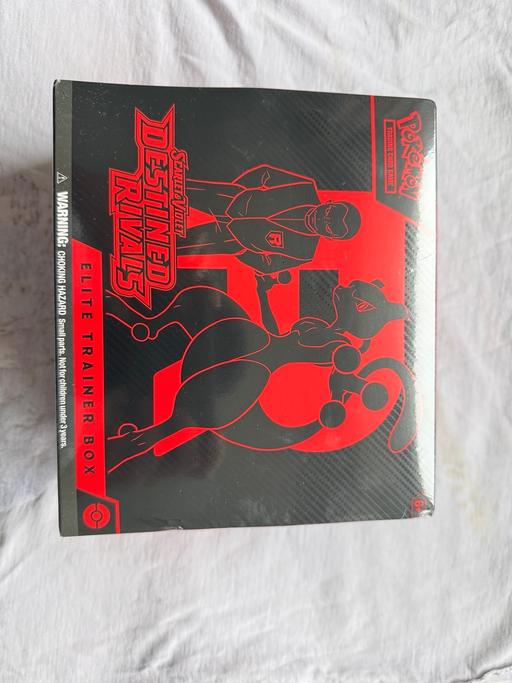 POKÉMON
TRADING CARD GAME
SCARLET & VIOLET
DESTINED
RIVALS
R
ELITE TRAINER BOX
WARNING: CHOKING HAZARD Small parts. Not for children under 3 years.